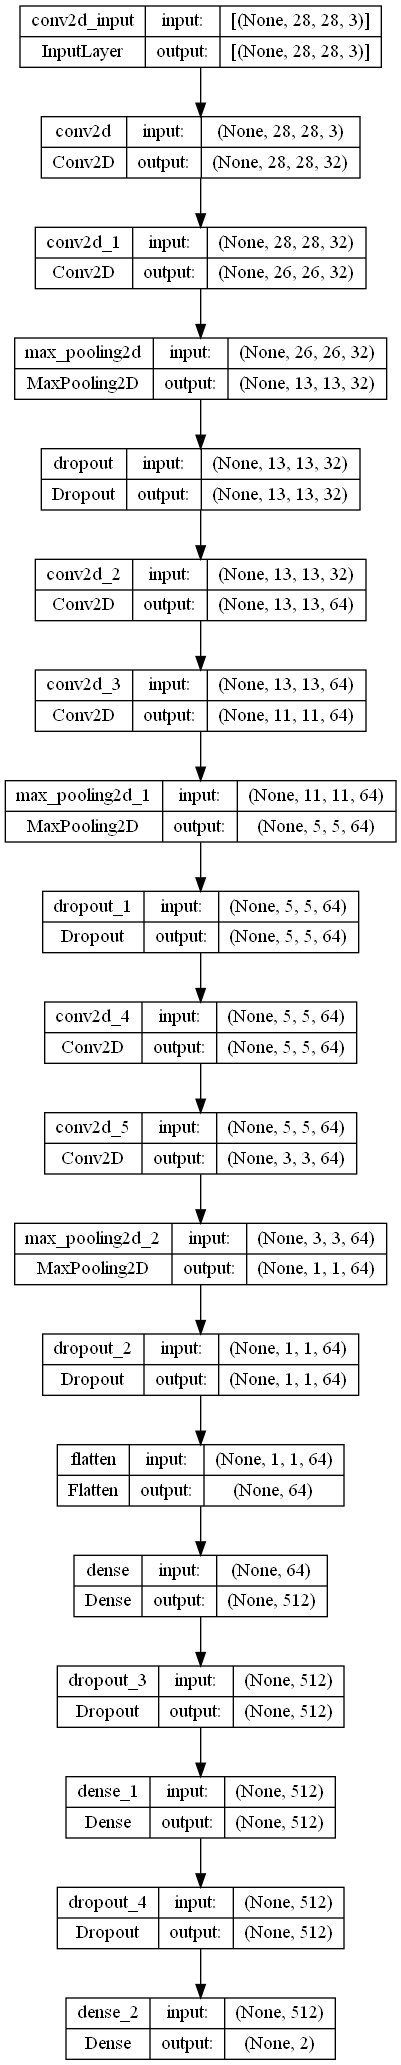 conv2d_input input: [(None, 28, 28, 3)]
InputLayer output: [(None, 28, 28, 3)]
conv2d input: (None, 28, 28, 3)
Conv2D output: (None, 28, 28, 32)
conv2d_1 input: (None, 28, 28, 32)
Conv2D output: (None, 26, 26, 32)
max_pooling2d input: (None, 26, 26, 32)
MaxPooling2D output: (None, 13, 13, 32)
dropout input: (None, 13, 13, 32)
Dropout output: (None, 13, 13, 32)
conv2d_2 input: (None, 13, 13, 32)
Conv2D output: (None, 13, 13, 64)
conv2d_3 input: (None, 13, 13, 64)
Conv2D output: (None, 11, 11, 64)
max_pooling2d_1 input: (None, 11, 11, 64)
MaxPooling2D output: (None, 5, 5, 64)
dropout_1 input: (None, 5, 5, 64)
Dropout output: (None, 5, 5, 64)
conv2d_4 input: (None, 5, 5, 64)
Conv2D output: (None, 5, 5, 64)
conv2d_5 input: (None, 5, 5, 64)
Conv2D output: (None, 3, 3, 64)
max_pooling2d_2 input: (None, 3, 3, 64)
MaxPooling2D output: (None, 1, 1, 64)
dropout_2 input: (None, 1, 1, 64)
Dropout output: (None, 1, 1, 64)
flatten input: (None, 1, 1, 64)
Flatten output: (None, 64)
dense input: (None, 64)
Dense output: (None, 512)
dropout_3 input: (None, 512)
Dropout output: (None, 512)
dense_1 input: (None, 512)
Dense output: (None, 512)
dropout_4 input: (None, 512)
Dropout output: (None, 512)
dense_2 input: (None, 512)
Dense output: (None, 2)